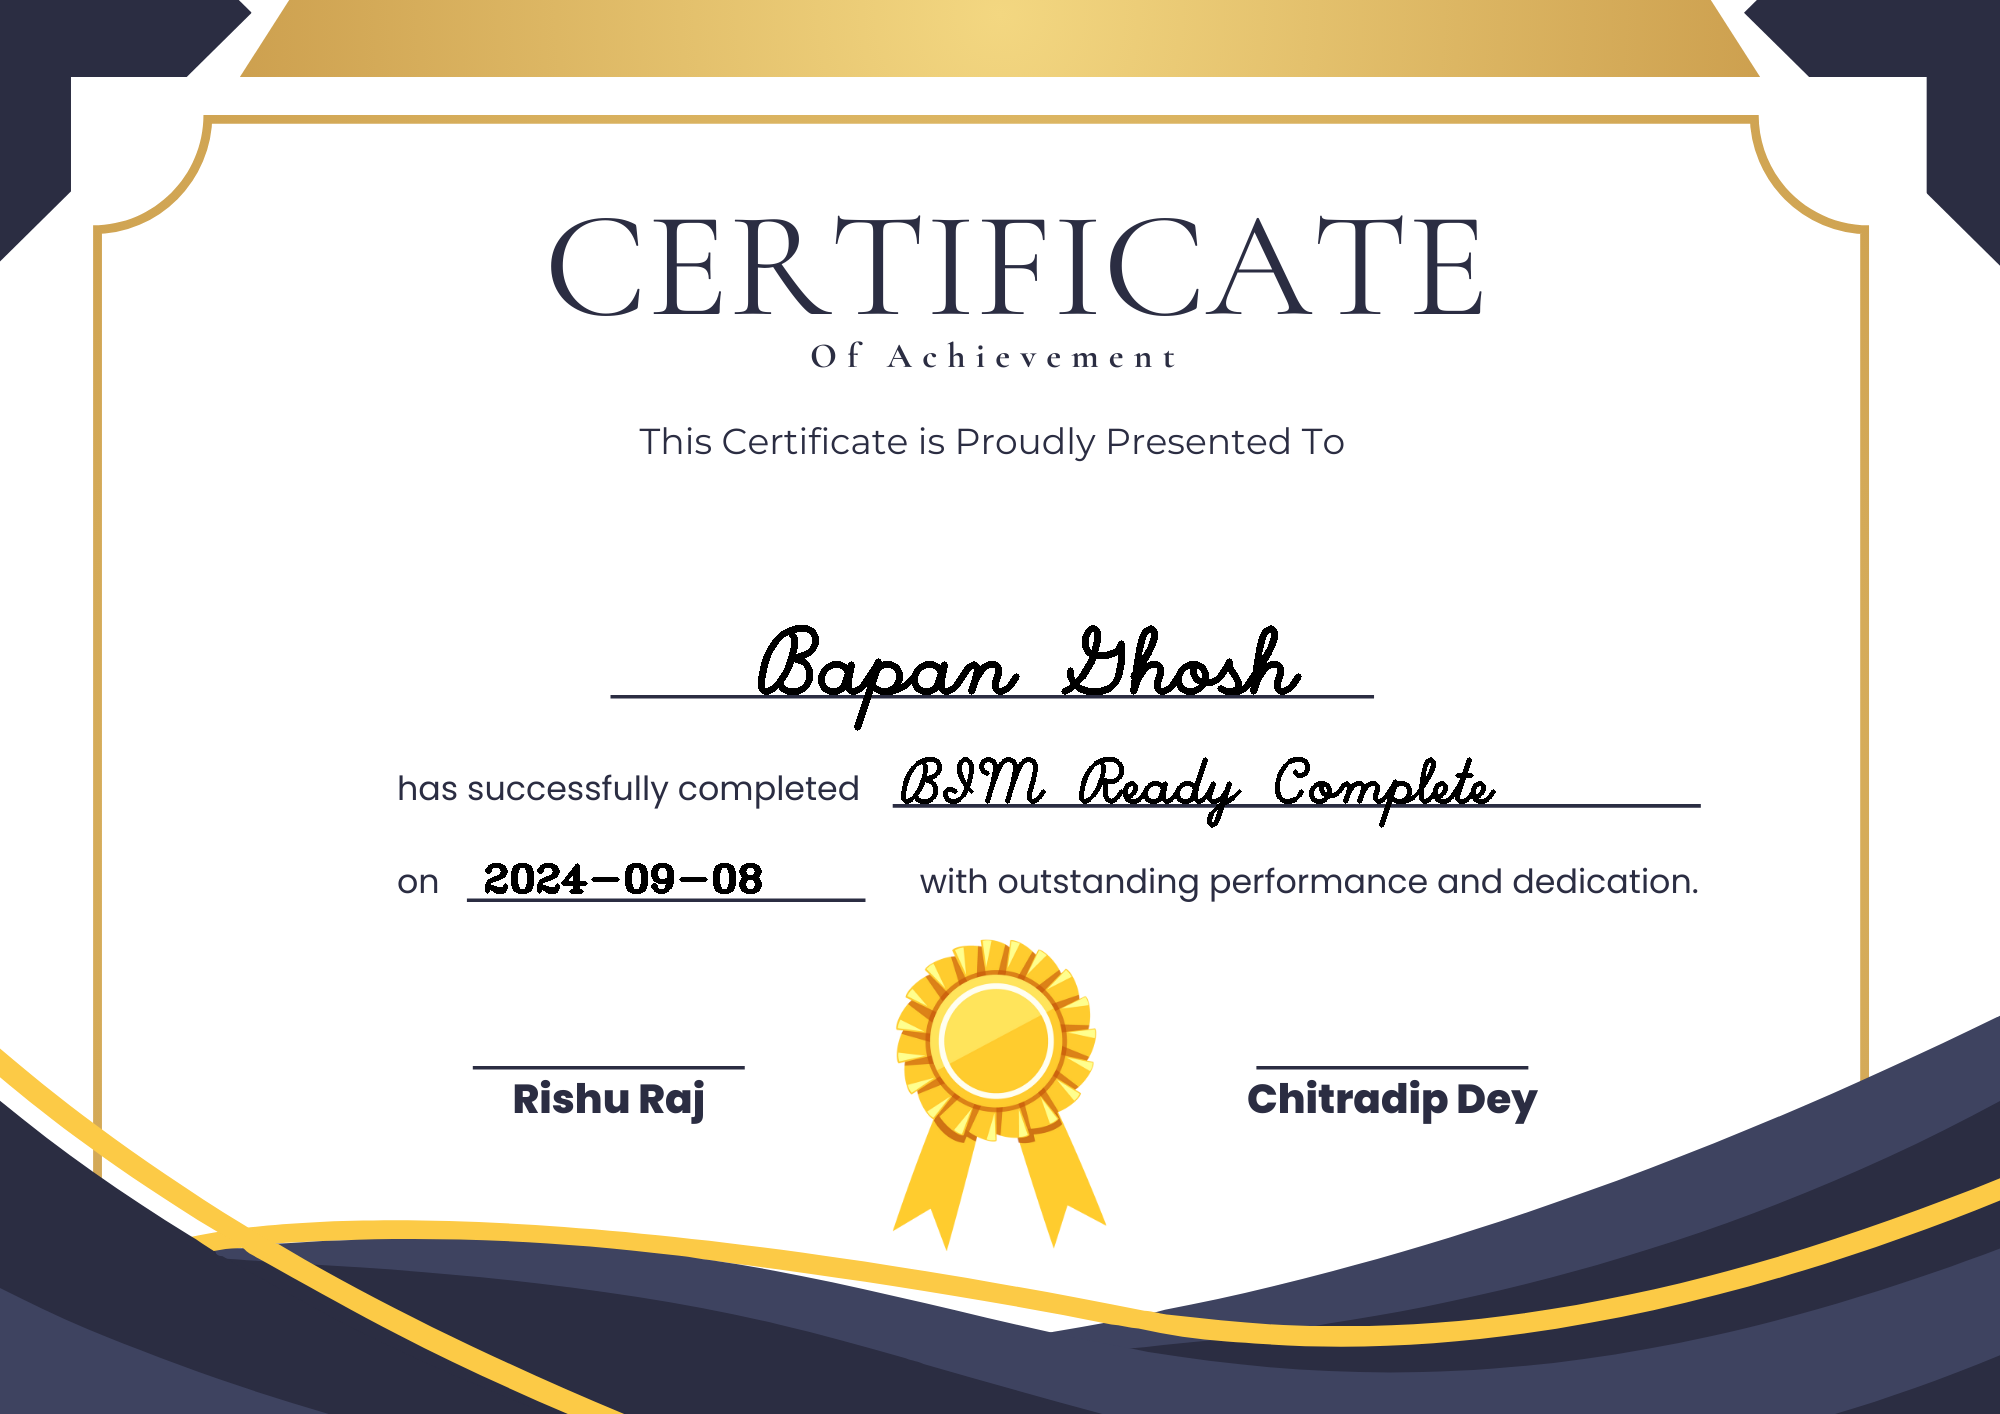 CERTIFICATE
Of Achievement
This Certificate is Proudly Presented To
Bapan Ghosh
has successfully completed BIM Ready Complete
on 2024-09-08 with outstanding performance and dedication.
Rishu Raj Chitradip Dey